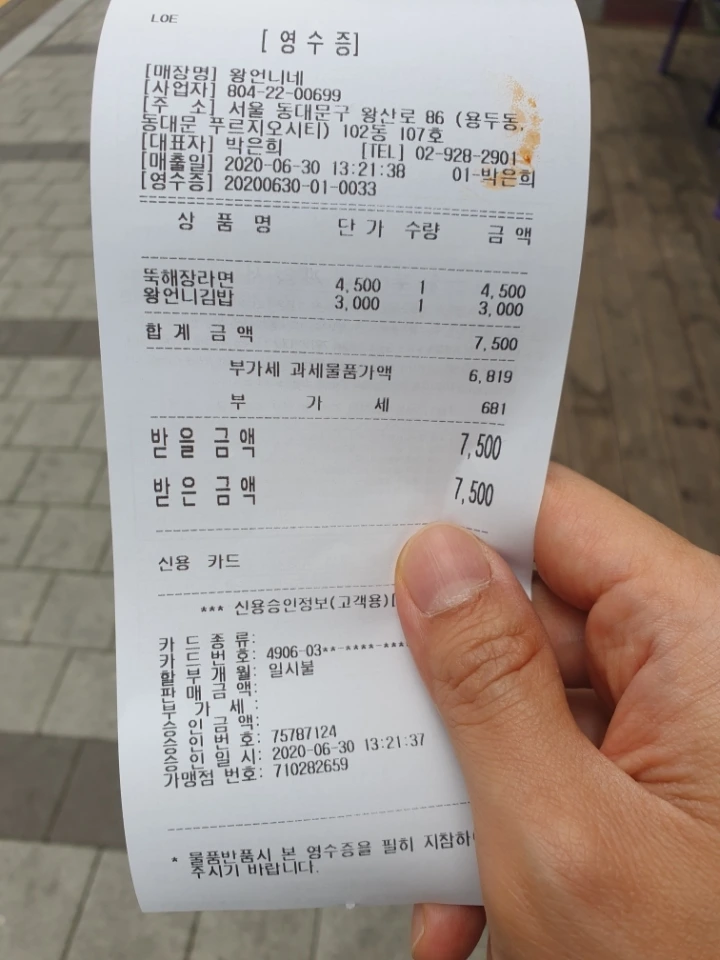 LOE
[ 영 수 증]
[매장명] 왕언니네
[사업자] 804-22-00699
[주 소] 서울 동대문구 왕산로 86 (용두동,
동대문 푸르지오시티) 102동 107호
[대표자] 박은희 [TEL] 02-928-2901
[매출일] 2020-06-30 13:21:38 01-박은희
[영수증] 20200630-01-0033
상 품 명 단 가 수량 금 액
뚝해장라면 4,500 1 4,500
왕언니김밥 3,000 1 3,000
합 계 금 액 7,500
부가세 과세물품가액 6,819
부 가 세 681
받 을 금 액 7,500
받 은 금 액 7,500
신용 카드
*** 신용승인정보(고객용)[
카 드 종 류:
카 드 번 호: 4906-03**-****-***
할 부 개 월: 일시불
판 매 금 액:
부 가 세 :
승 인 금 액:
승 인 번 호: 75787124
승 인 일 시: 2020-06-30 13:21:37
가맹점 번호: 710282659
* 물품반품시 본 영수증을 필히 지참하
주시기 바랍니다.